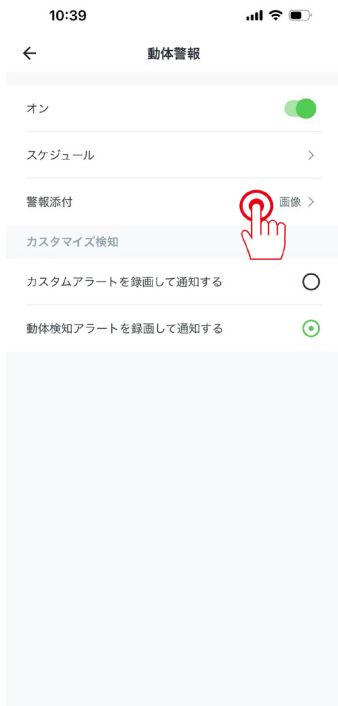 10:39
動体警報
オン
スケジュール
警報添付
画像
カスタマイズ検知
カスタムアラートを録画して通知する
動体検知アラートを録画して通知する